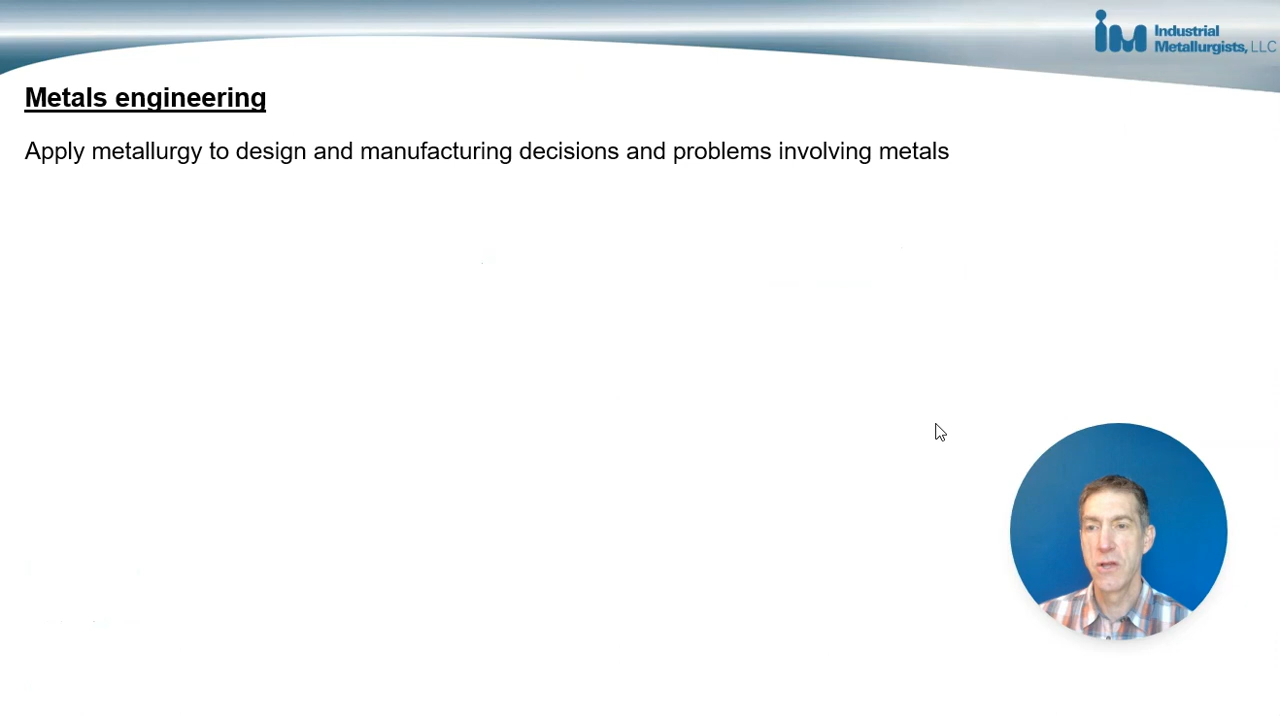 Industrial
Metallurgists, LLC
Metals engineering
Apply metallurgy to design and manufacturing decisions and problems involving metals